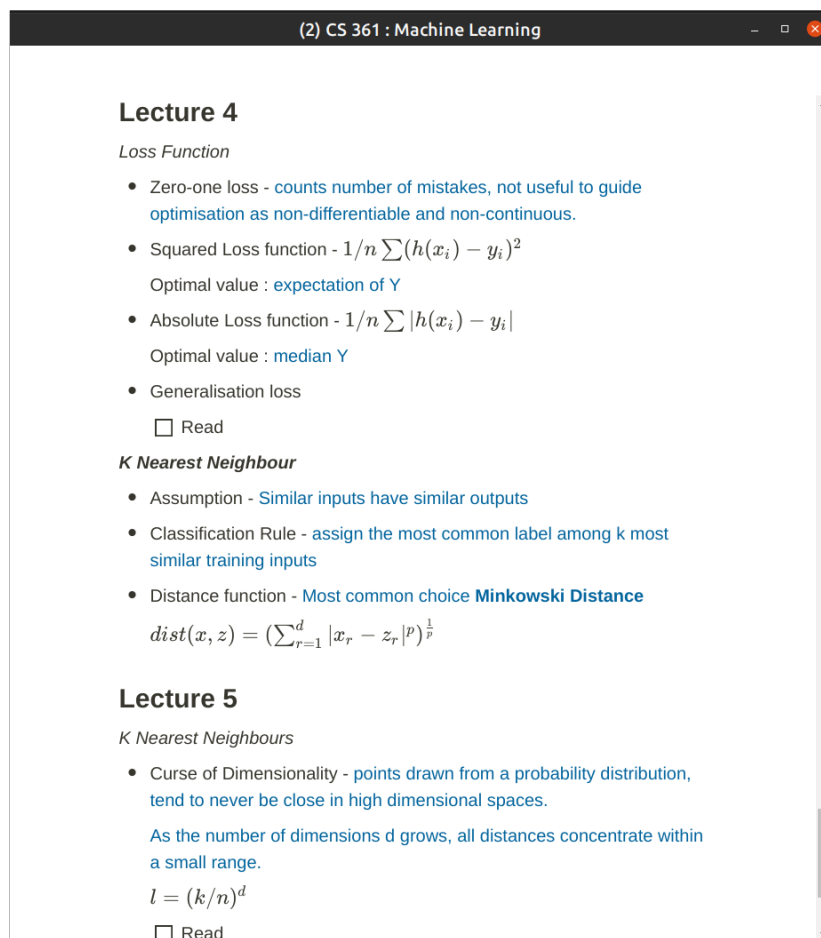 (2) CS 361 : Machine Learning
Lecture 4
Loss Function
• Zero-one loss - counts number of mistakes, not useful to guide
optimisation as non-differentiable and non-continuous.
• Squared Loss function - 1/n ∑(h(xᵢ) − yᵢ)²
Optimal value : expectation of Y
• Absolute Loss function - 1/n ∑ |h(xᵢ) − yᵢ|
Optimal value : median Y
• Generalisation loss
☐ Read
K Nearest Neighbour
• Assumption - Similar inputs have similar outputs
• Classification Rule - assign the most common label among k most
similar training inputs
• Distance function - Most common choice Minkowski Distance
dist(x, z) = (∑_{r=1}^{d} |x_r − z_r|^p)^{1/p}
Lecture 5
K Nearest Neighbours
• Curse of Dimensionality - points drawn from a probability distribution,
tend to never be close in high dimensional spaces.
As the number of dimensions d grows, all distances concentrate within
a small range.
l = (k/n)^d
☐ Read